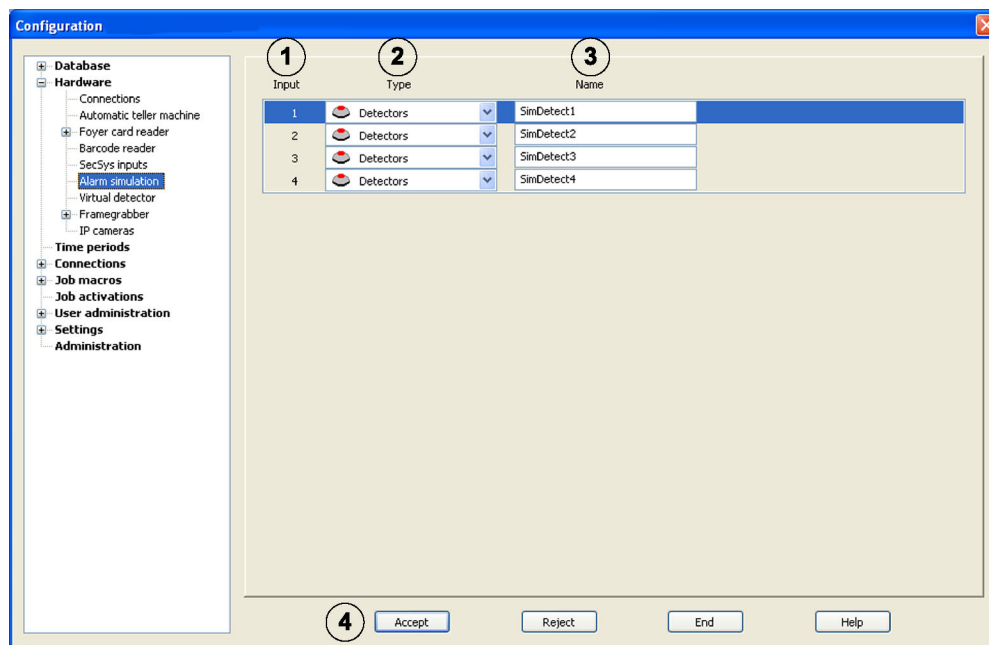 Configuration
Database
Hardware
Connections
Automatic teller machine
Foyer card reader
Barcode reader
SecSys inputs
Alarm simulation
Virtual detector
Framegrabber
IP cameras
Time periods
Connections
Job macros
Job activations
User administration
Settings
Administration
1 2 3
Input Type Name
1 Detectors SimDetect1
2 Detectors SimDetect2
3 Detectors SimDetect3
4 Detectors SimDetect4
4 Accept Reject End Help